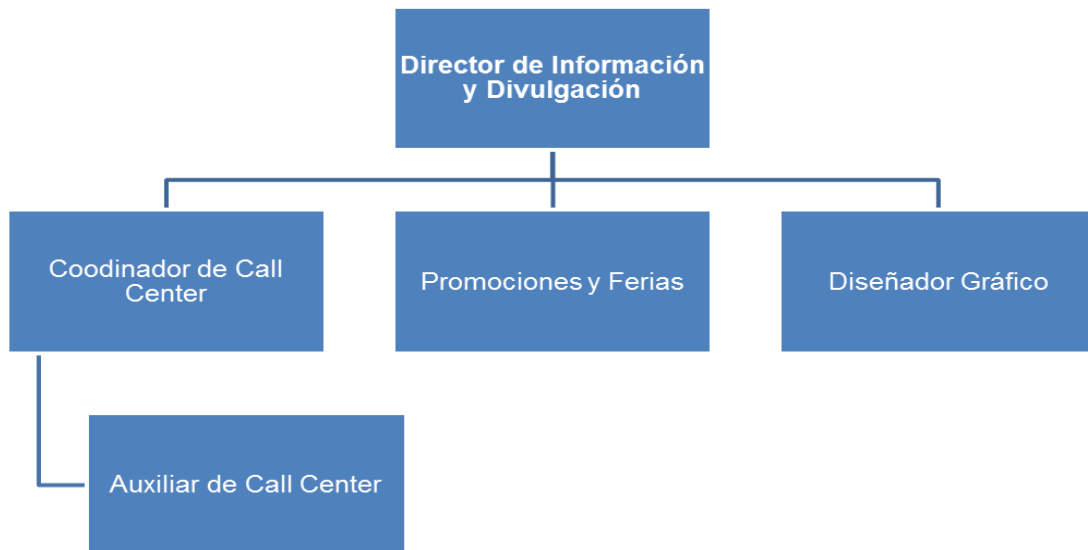 Director de Información
y Divulgación
Coodinador de Call
Center
Promociones y Ferias
Diseñador Gráfico
Auxiliar de Call Center